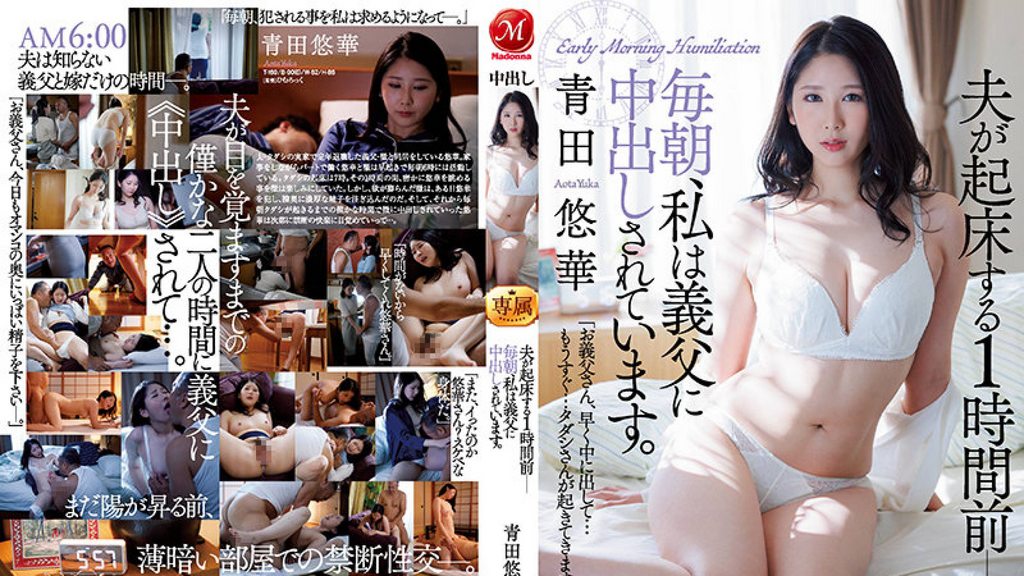 「毎朝、犯される事を私は求めるようになって―。」
AM6:00
夫は知らない
義父と嫁だけの時間―。
青田悠華
AotaYuka
夫が目を覚ますまでの
僅かな二人の時間に義父に
《中出し》されて…。
「お義父さん、今日もオマンコの奥にいっぱい精子を下さい―。」
「時間がないから
早くしてくれ悠華さん」
「また、イったのか
悠華さん？スケベな
まだ陽が昇る前、
薄暗い部屋での禁断性交―。
5:57
M
Madonna
中出し
専属
夫が起床する1時間前―
毎朝、私は義父に
中出しされています。
青田悠
Early Morning Humiliation
夫が起床する1時間前―
毎朝、私は義父に
中出しされています。
青田悠華
AotaYuka
「お義父さん、早く中に出して…
もうすぐ…タダシさんが起きてきま